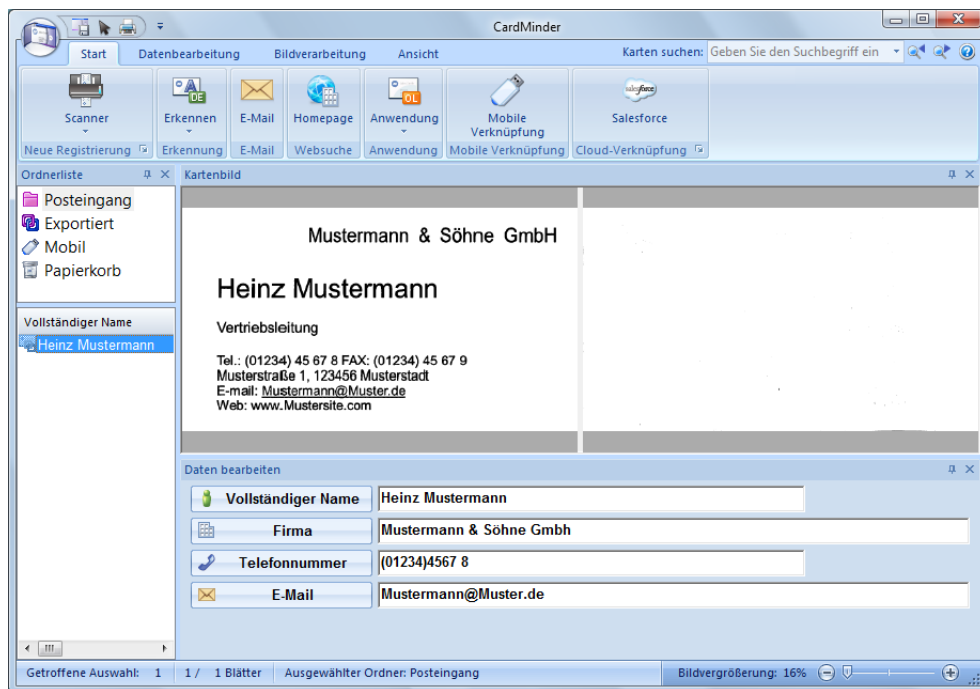 CardMinder
Start Datenbearbeitung Bildverarbeitung Ansicht Karten suchen: Geben Sie den Suchbegriff ein
Scanner Erkennen E-Mail Homepage Anwendung Mobile Verknüpfung Salesforce
Neue Registrierung Erkennung E-Mail Websuche Anwendung Mobile Verknüpfung Cloud-Verknüpfung
Ordnerliste
Posteingang
Exportiert
Mobil
Papierkorb
Vollständiger Name
Heinz Mustermann
Kartenbild
Mustermann & Söhne GmbH
Heinz Mustermann
Vertriebsleitung
Tel.: (01234) 45 67 8 FAX: (01234) 45 67 9
Musterstraße 1, 123456 Musterstadt
E-mail: Mustermann@Muster.de
Web: www.Mustersite.com
Daten bearbeiten
Vollständiger Name Heinz Mustermann
Firma Mustermann & Söhne Gmbh
Telefonnummer (01234)4567 8
E-Mail Mustermann@Muster.de
Getroffene Auswahl: 1 1 / 1 Blätter Ausgewählter Ordner: Posteingang Bildvergrößerung: 16%